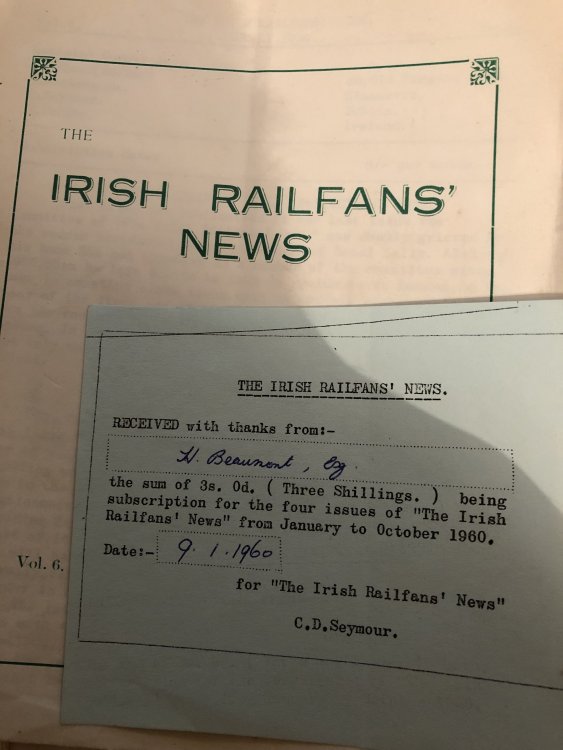 THE
IRISH RAILFANS'
NEWS
THE IRISH RAILFANS' NEWS.
RECEIVED with thanks from:-
H. Beaumont, Esq.
the sum of 3s. 0d. ( Three Shillings. ) being
subscription for the four issues of "The Irish
Railfans' News" from January to October 1960.
Date:- 9.1.1960
for "The Irish Railfans' News"
C.D.Seymour.
Vol. 6.